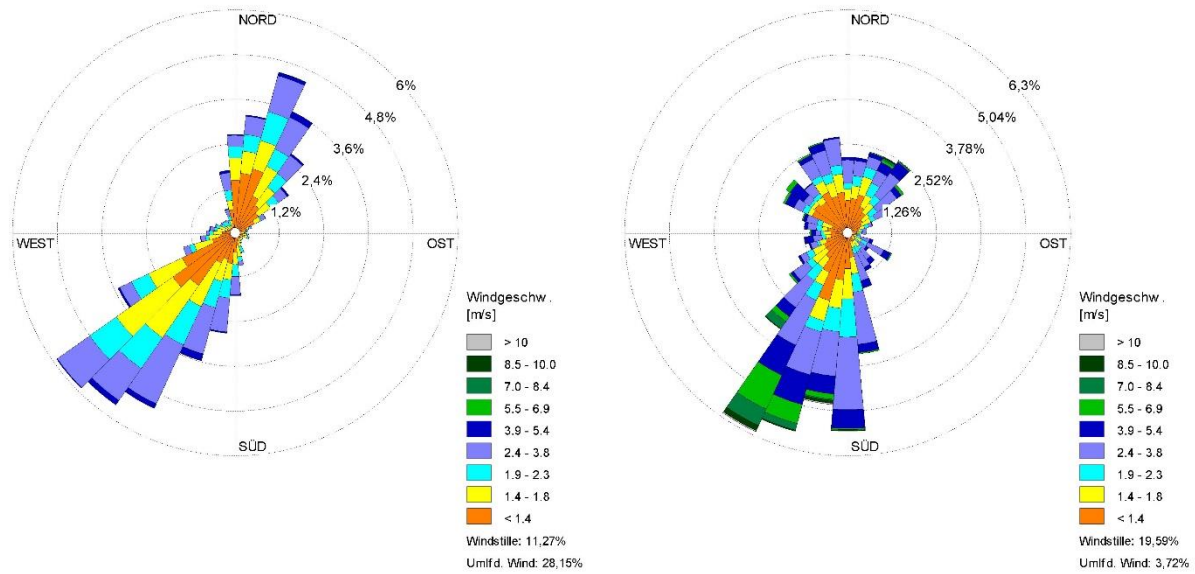 NORD
6%
4,8%
3,6%
2,4%
1,2%
WEST
OST
SÜD
Windgeschw.
[m/s]
> 10
8.5 - 10.0
7.0 - 8.4
5.5 - 6.9
3.9 - 5.4
2.4 - 3.8
1.9 - 2.3
1.4 - 1.8
< 1.4
Windstille: 11,27%
Umlfd. Wind: 28,15%
NORD
6,3%
5,04%
3,78%
2,52%
1,26%
WEST
OST
SÜD
Windgeschw.
[m/s]
> 10
8.5 - 10.0
7.0 - 8.4
5.5 - 6.9
3.9 - 5.4
2.4 - 3.8
1.9 - 2.3
1.4 - 1.8
< 1.4
Windstille: 19,59%
Umlfd. Wind: 3,72%